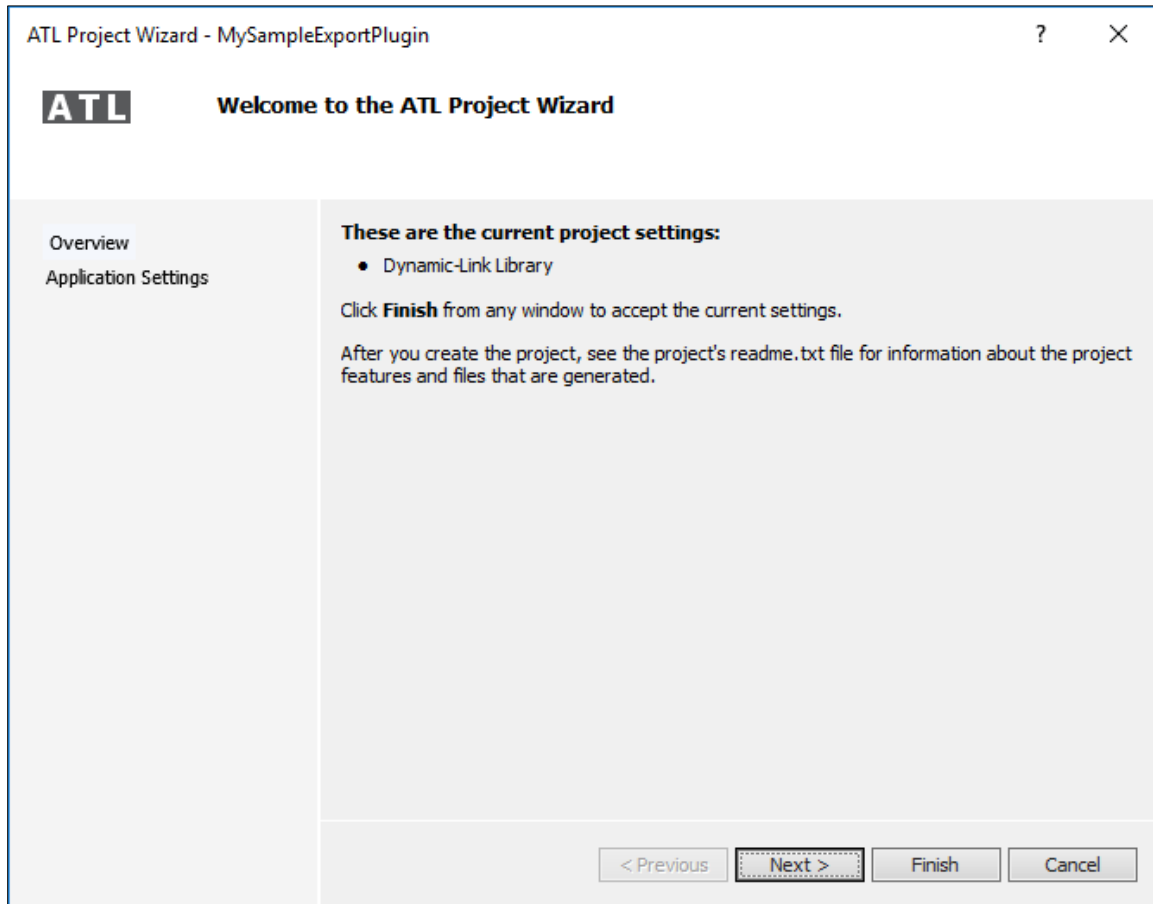 ATL Project Wizard - MySampleExportPlugin
?
ATL
Welcome to the ATL Project Wizard
Overview
Application Settings
These are the current project settings:
• Dynamic-Link Library
Click Finish from any window to accept the current settings.
After you create the project, see the project's readme.txt file for information about the project
features and files that are generated.
< Previous
Next >
Finish
Cancel